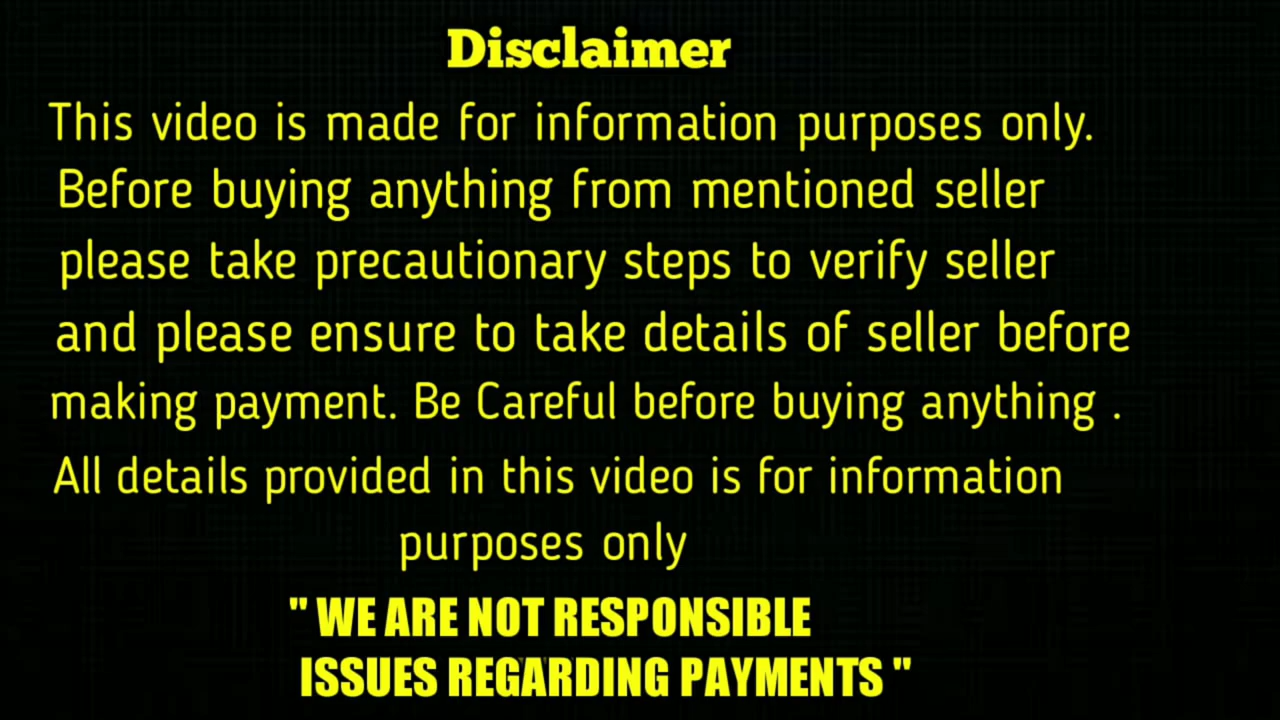 Disclaimer
This video is made for information purposes only.
Before buying anything from mentioned seller
please take precautionary steps to verify seller
and please ensure to take details of seller before
making payment. Be Careful before buying anything .
All details provided in this video is for information
purposes only
" WE ARE NOT RESPONSIBLE
ISSUES REGARDING PAYMENTS "